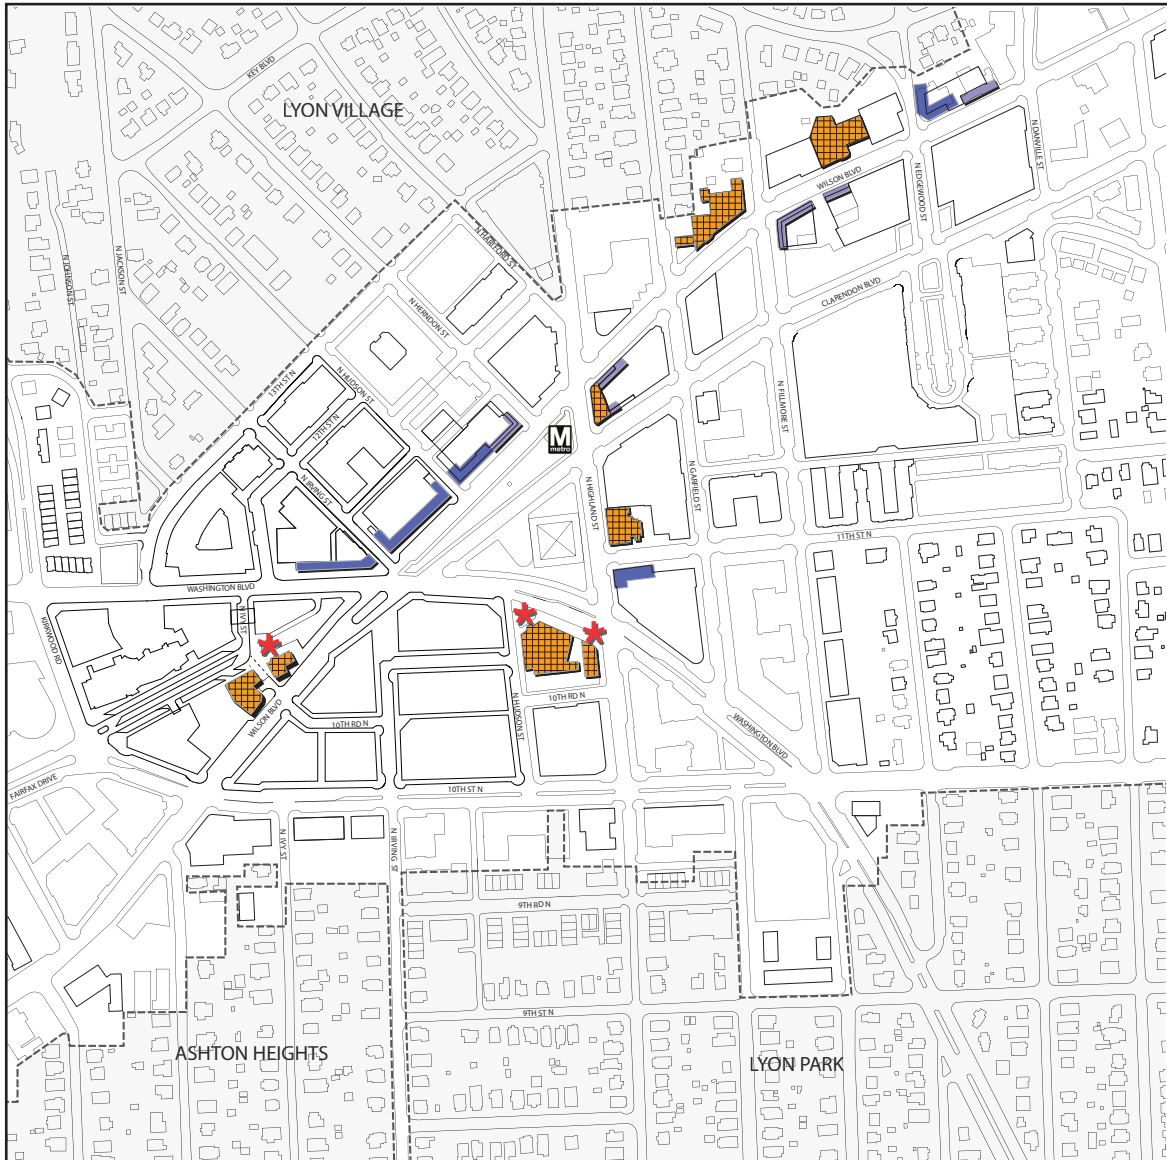 KEY BLVD
LYON VILLAGE
N DANVILLE ST
WILSON BLVD
N EDGEWOOD ST
N HARTFORD ST
N JACKSON ST
N JOHNSON ST
CLARENDON BLVD
N HERNDON ST
13TH ST N
N HUDSON ST
N FILLMORE ST
12TH ST N
M
metro
N GARFIELD ST
N IRVING ST
N HIGHLAND ST
11TH ST N
WASHINGTON BLVD
N IVY ST
KIRKWOOD RD
10TH RD N
N HUDSON ST
WILSON BLVD
10TH RD N
WASHINGTON BLVD
FAIRFAX DRIVE
10TH ST N
N IVY ST
N IRVING ST
9TH RD N
9TH ST N
ASHTON HEIGHTS
LYON PARK